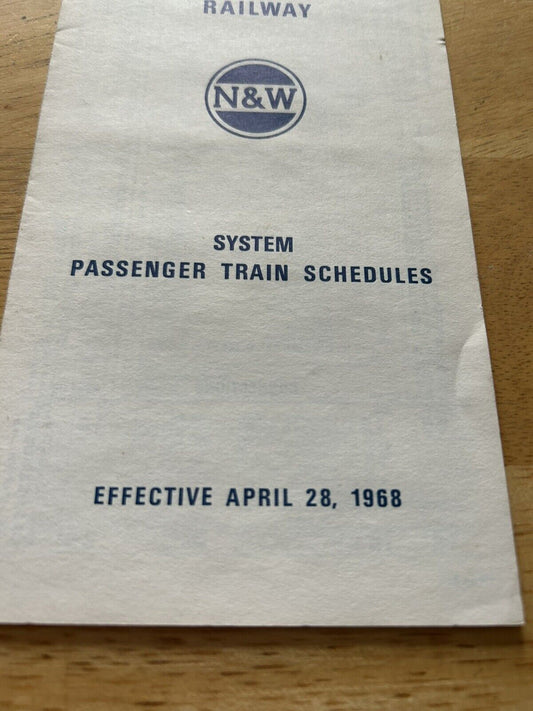 RAILWAY
N&W
SYSTEM
PASSENGER TRAIN SCHEDULES
EFFECTIVE APRIL 28, 1968